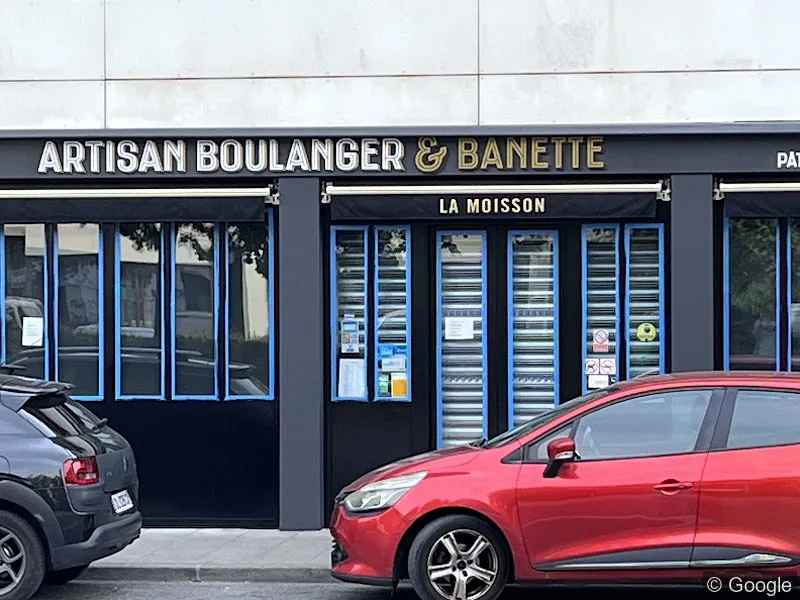 ARTISAN BOULANGER & BANETTE
PAT
LA MOISSON
© Google